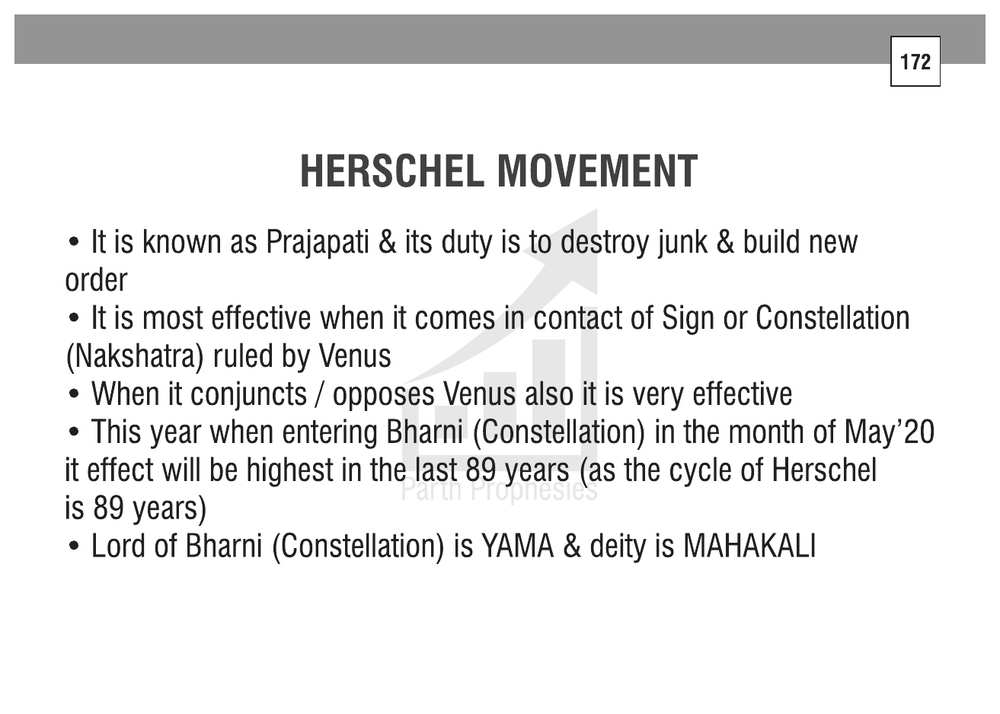 172
HERSCHEL MOVEMENT
• It is known as Prajapati & its duty is to destroy junk & build new
order
• It is most effective when it comes in contact of Sign or Constellation
(Nakshatra) ruled by Venus
• When it conjuncts / opposes Venus also it is very effective
• This year when entering Bharni (Constellation) in the month of May’20
it effect will be highest in the last 89 years (as the cycle of Herschel
Parth Prophesies
is 89 years)
• Lord of Bharni (Constellation) is YAMA & deity is MAHAKALI